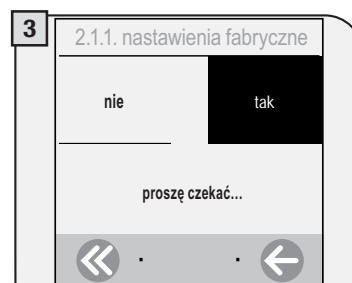 3
2.1.1. nastawienia fabryczne
nie tak
proszę czekać...